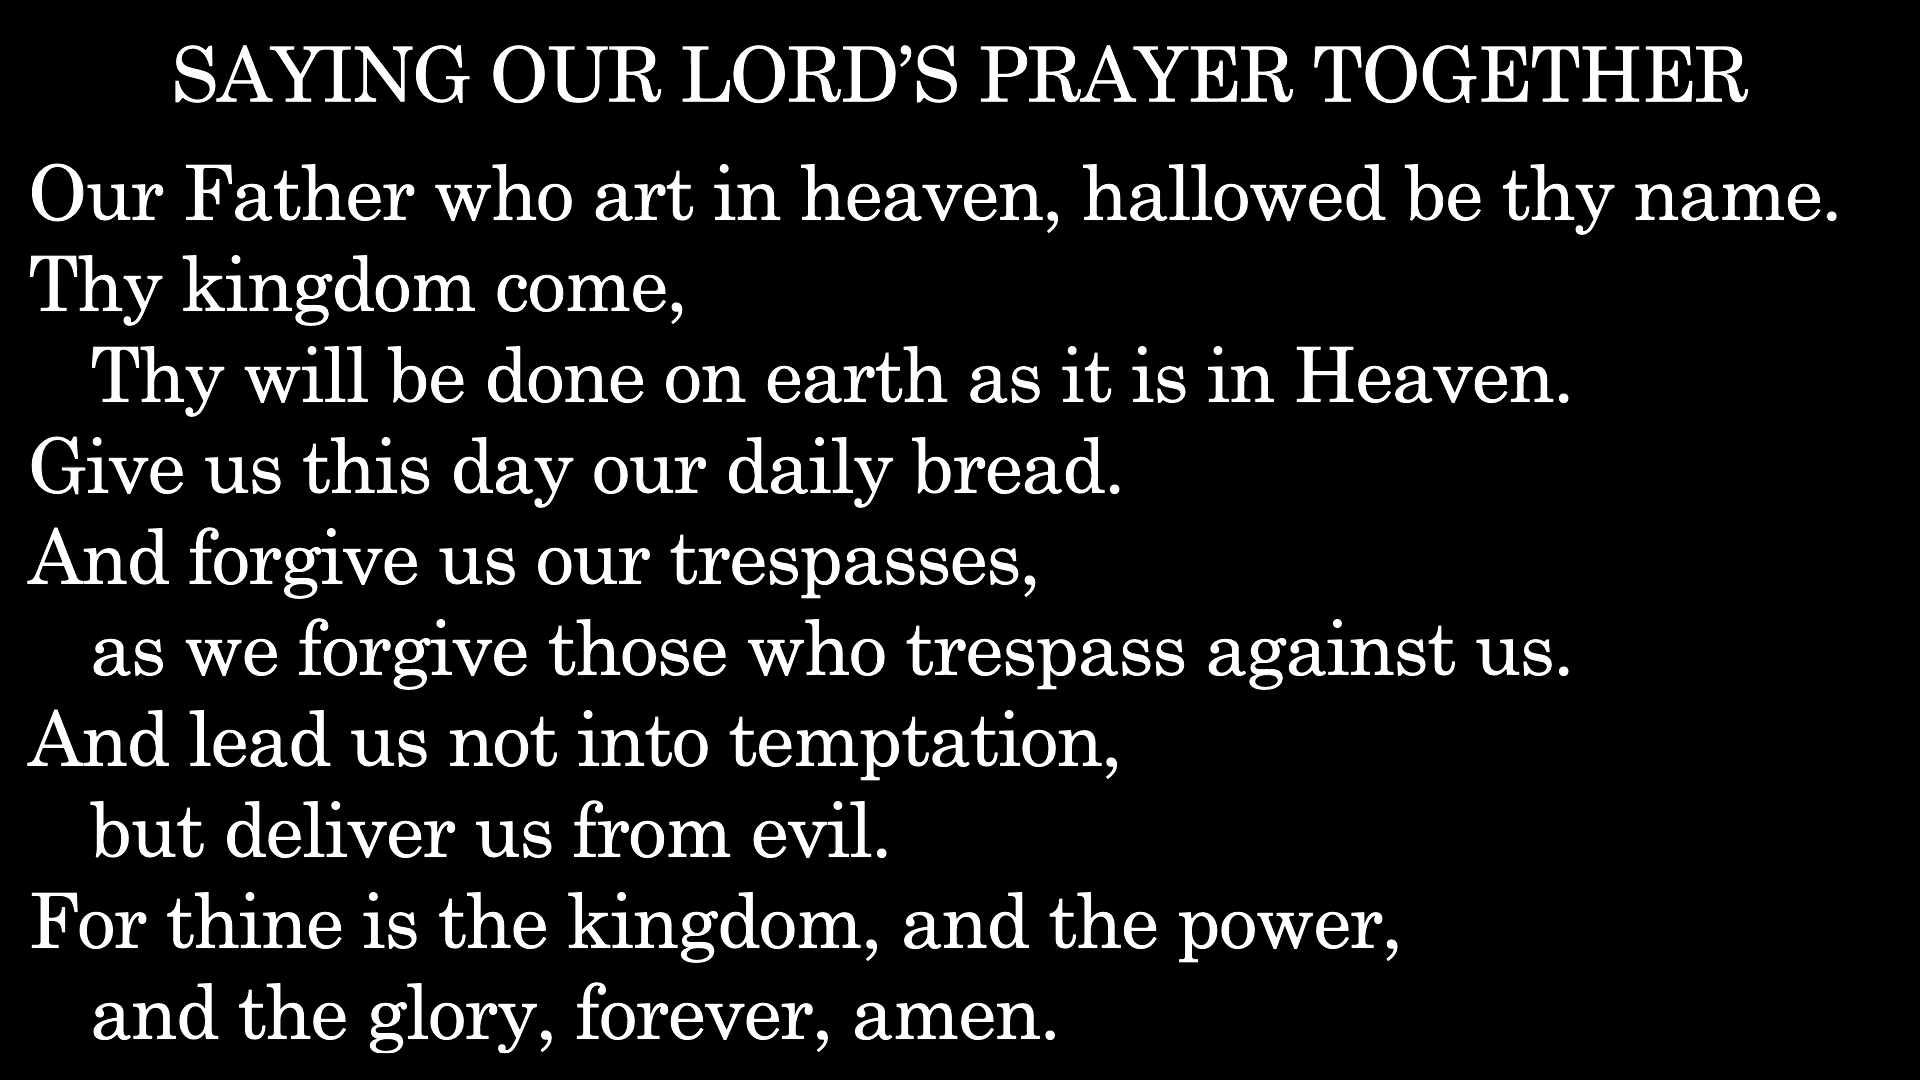 SAYING OUR LORD’S PRAYER TOGETHER
Our Father who art in heaven, hallowed be thy name.
Thy kingdom come,
Thy will be done on earth as it is in Heaven.
Give us this day our daily bread.
And forgive us our trespasses,
as we forgive those who trespass against us.
And lead us not into temptation,
but deliver us from evil.
For thine is the kingdom, and the power,
and the glory, forever, amen.